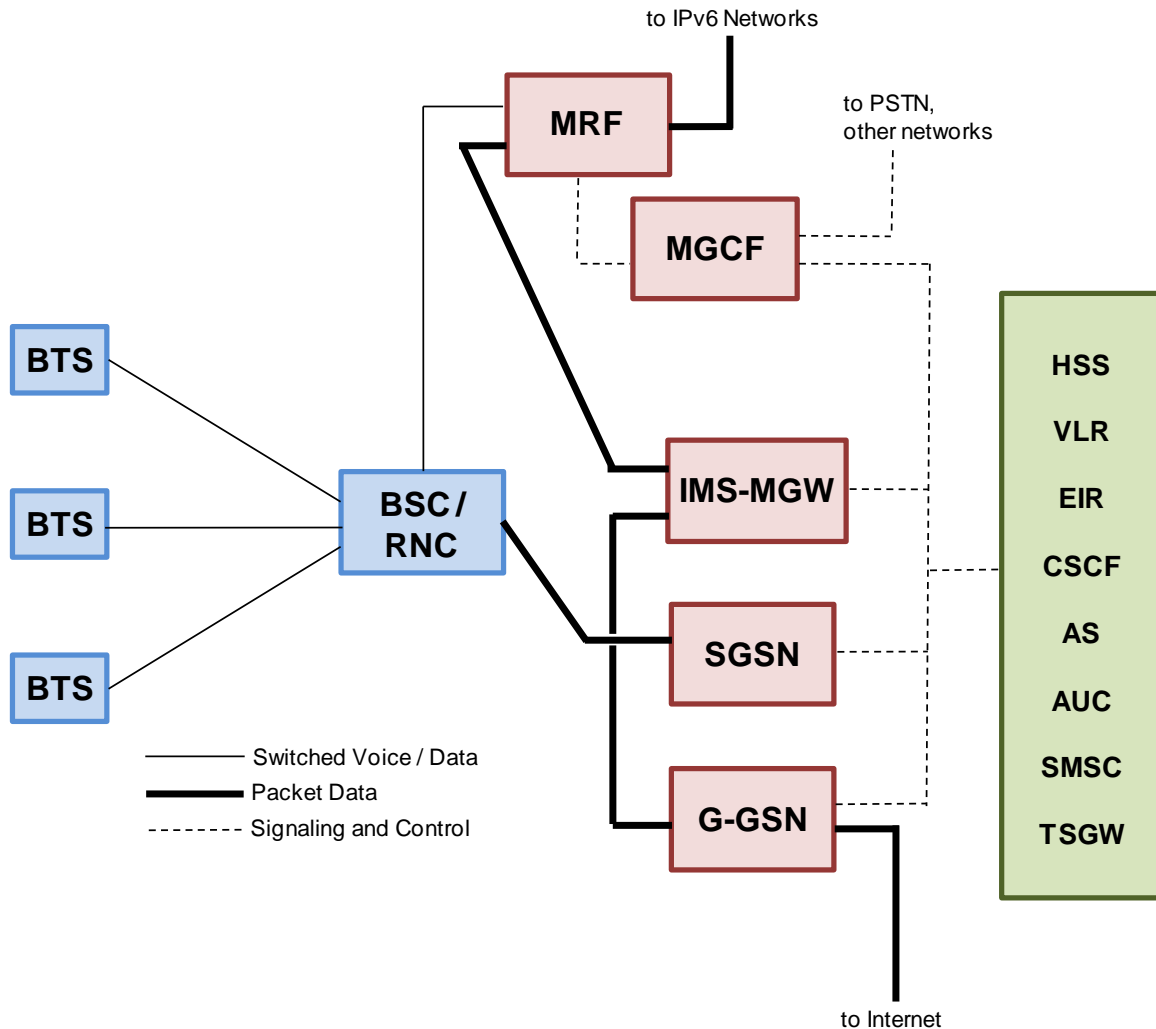 to IPv6 Networks
MRF
to PSTN,
other networks
MGCF
BTS
BTS
BTS
BSC /
RNC
IMS-MGW
SGSN
G-GSN
HSS
VLR
EIR
CSCF
AS
AUC
SMSC
TSGW
Switched Voice / Data
Packet Data
Signaling and Control
to Internet